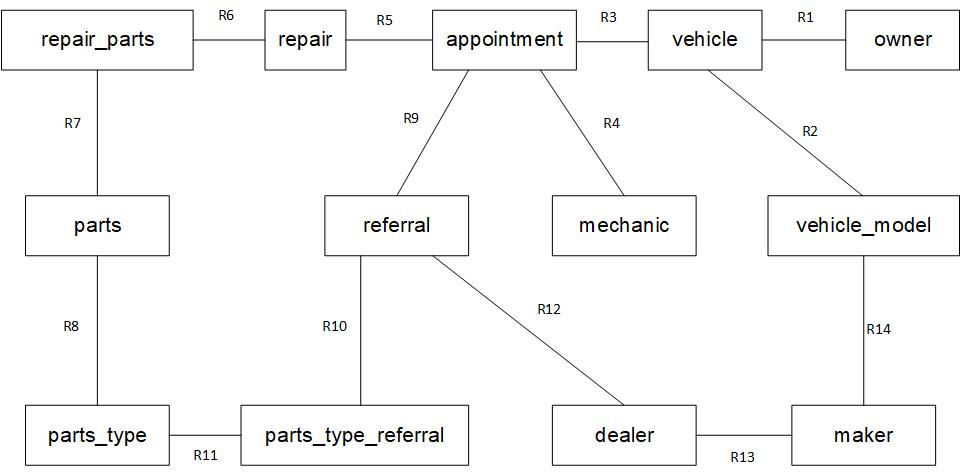 R6
R5
R3
R1
repair_parts
repair
appointment
vehicle
owner
R7
R9
R4
R2
parts
referral
mechanic
vehicle_model
R8
R10
R12
R14
parts_type
parts_type_referral
dealer
maker
R11
R13